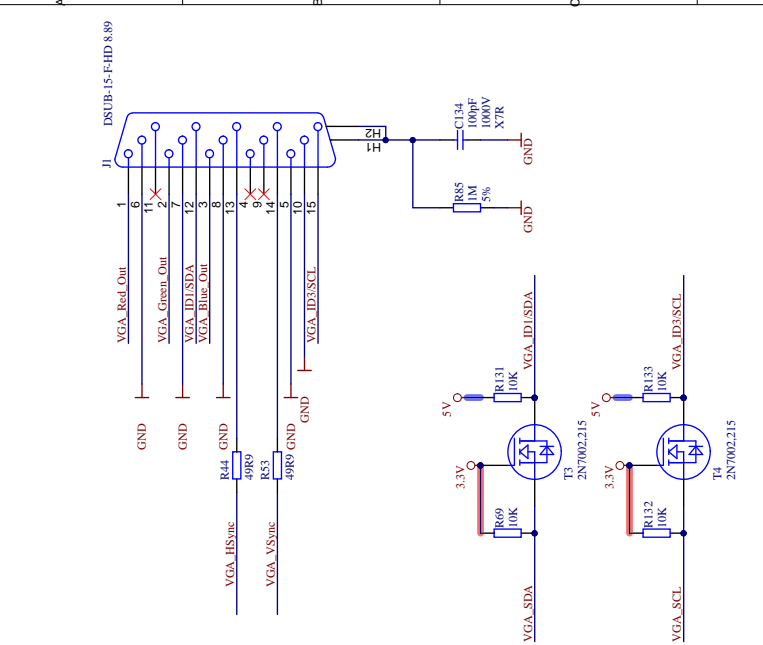 A
B
C
DSUB-15-F-HD 8.89
J1
H2
H1
C134
100pF
1000V
X7R
GND
R85
1M
5%
GND
1
6
11
2
7
12
3
8
13
4
9
14
5
10
15
VGA_Red_Out
VGA_Green_Out
VGA_ID1/SDA
VGA_Blue_Out
VGA_ID3/SCL
GND
GND
GND
GND
GND
R44
49R9
R53
49R9
VGA_HSync
VGA_VSync
VGA_ID1/SDA
5V
R131
10K
3.3V
T3
2N7002,215
R69
10K
VGA_SDA
VGA_ID3/SCL
5V
R133
10K
3.3V
T4
2N7002,215
R132
10K
VGA_SCL